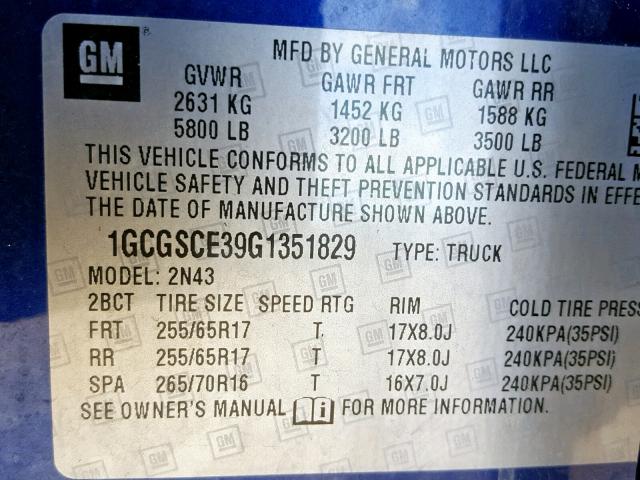 GM
MFD BY GENERAL MOTORS LLC
GVWR GAWR FRT GAWR RR
2631 KG 1452 KG 1588 KG
5800 LB 3200 LB 3500 LB
THIS VEHICLE CONFORMS TO ALL APPLICABLE U.S. FEDERAL M
VEHICLE SAFETY AND THEFT PREVENTION STANDARDS IN EFFE
THE DATE OF MANUFACTURE SHOWN ABOVE.
1GCGSCE39G1351829 TYPE: TRUCK
MODEL: 2N43
2BCT TIRE SIZE SPEED RTG RIM COLD TIRE PRESS
FRT 255/65R17 T 17X8.0J 240KPA(35PSI)
RR 255/65R17 T 17X8.0J 240KPA(35PSI)
SPA 265/70R16 T 16X7.0J 240KPA(35PSI)
SEE OWNER'S MANUAL FOR MORE INFORMATION.